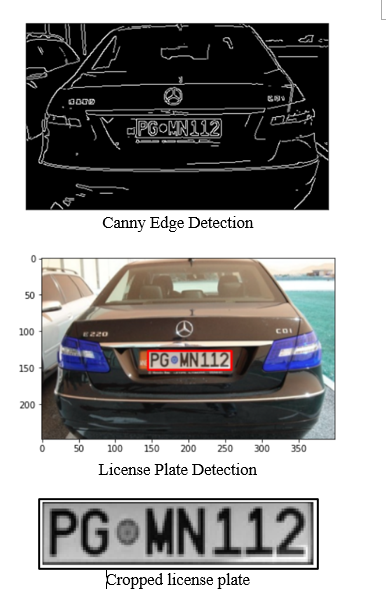 PG MN112
Canny Edge Detection
0
50
100
150
200
E220
CDI
PG MN112
0 50 100 150 200 250 300 350
License Plate Detection
PG MN112
Cropped license plate